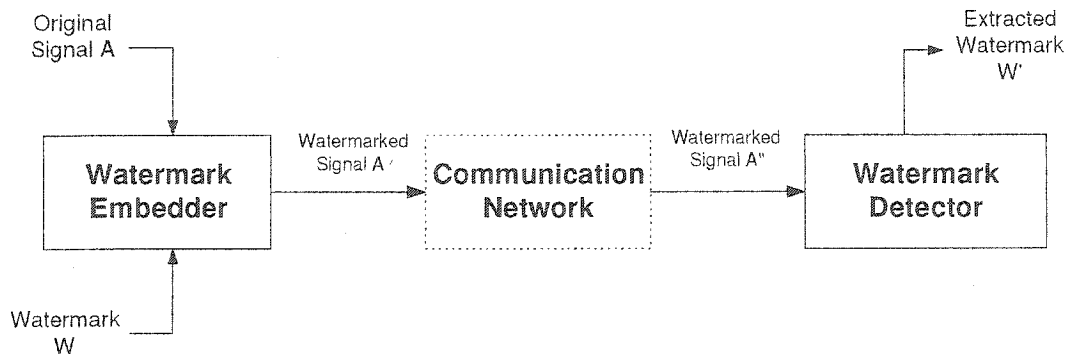 Original
Signal A
Extracted
Watermark
W'
Watermarked
Signal A'
Watermarked
Signal A"
Watermark
Embedder
Communication
Network
Watermark
Detector
Watermark
W